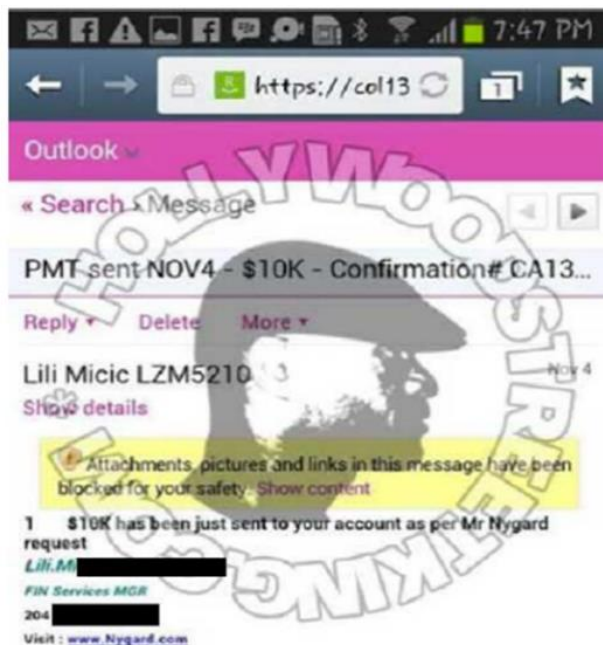 7:47 PM
https://col13
1
Outlook
« Search › Message
PMT sent NOV4 - $10K - Confirmation# CA13...
Reply Delete More
Lili Micic LZM5210
Nov 4
Show details
Attachments, pictures and links in this message have been
blocked for your safety. Show content
1 $10K has been just sent to your account as per Mr Nygard
request
Lili.Mi
FIN Services MGR
204
Visit : www.Nygard.com
HOLLYWOODSTREETKING.COM *